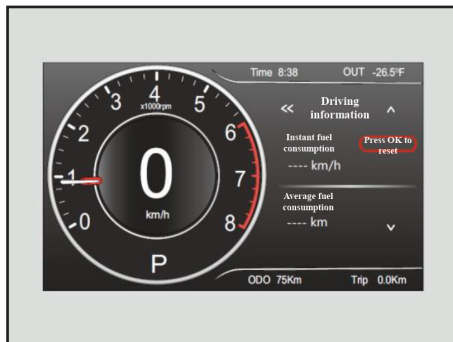 Time 8:38 OUT -26.5°F
Driving
information
<< ^
Instant fuel
consumption
Press OK to
reset
---- km/h
Average fuel
consumption
---- km
0 1 2 3 4 5 6 7 8
x1000rpm
0
km/h
P
ODO 75Km Trip 0.0Km